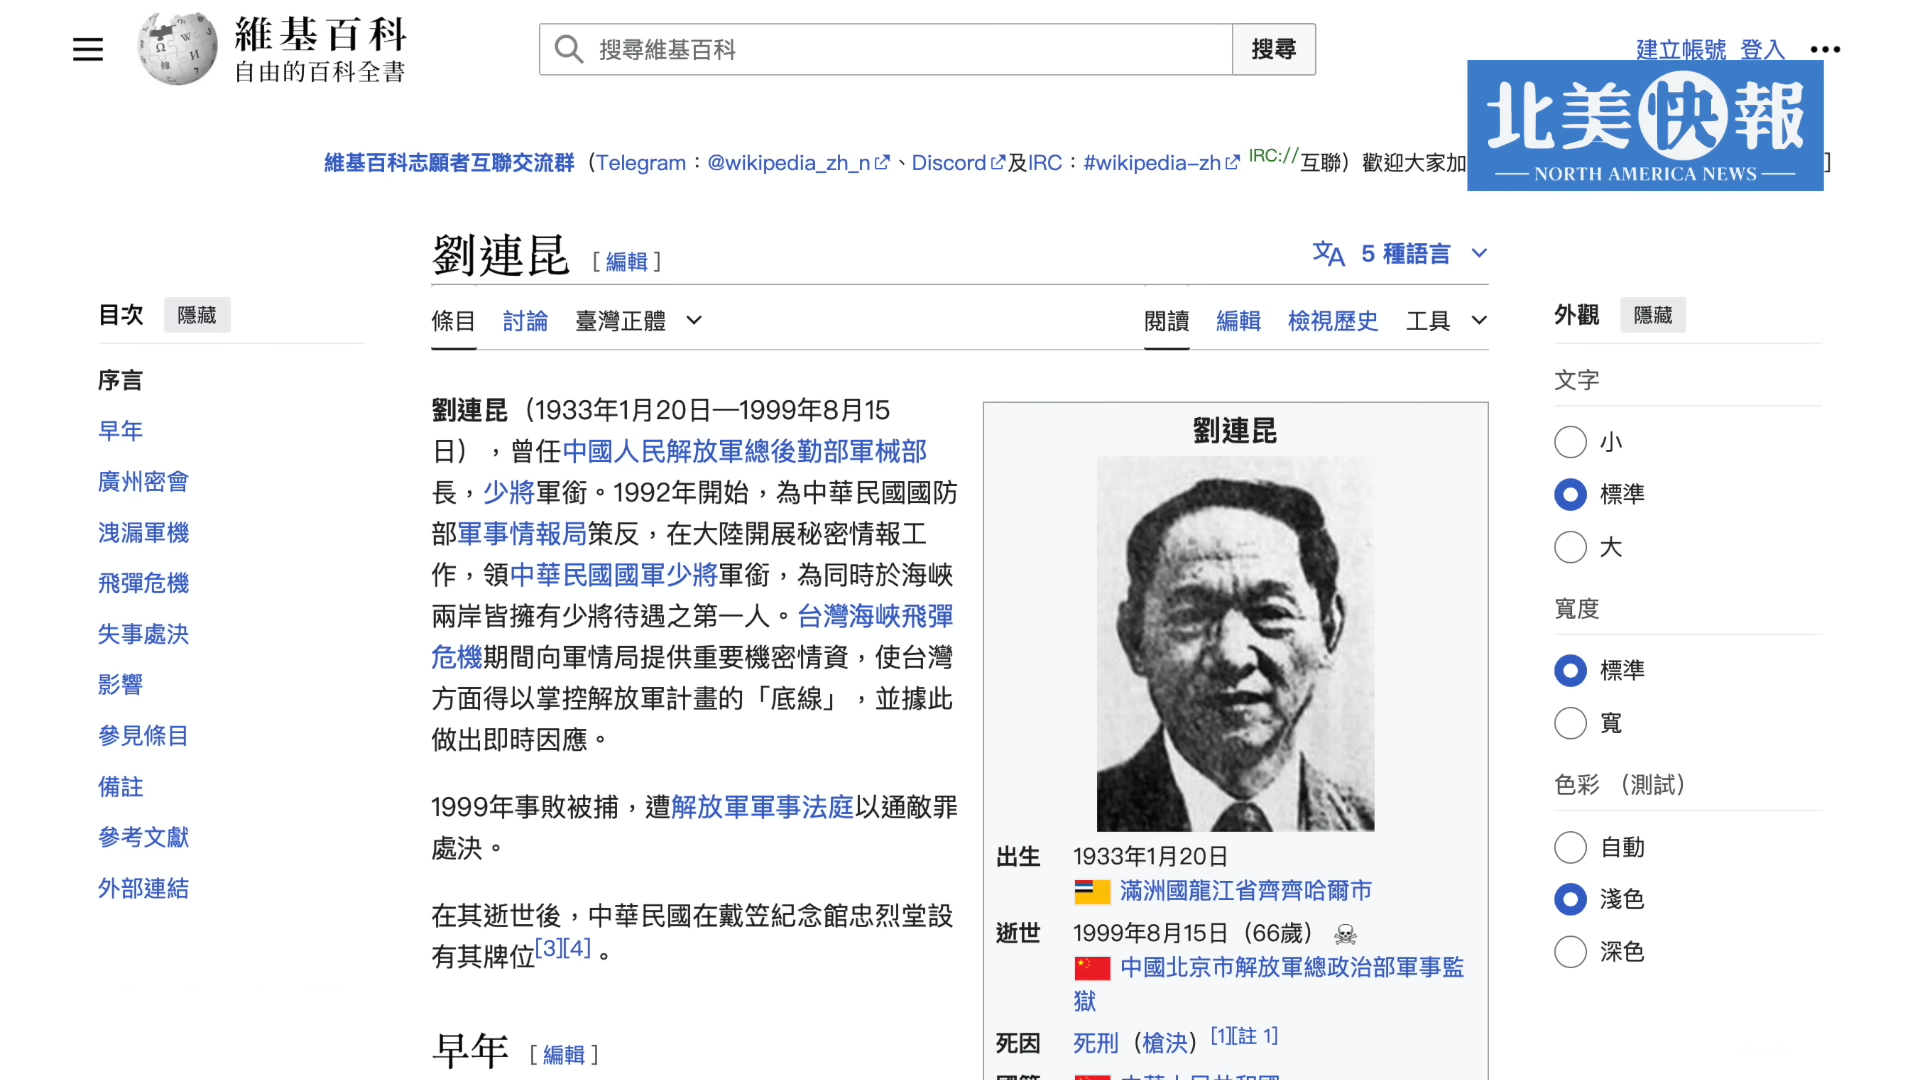 維基百科
自由的百科全書
搜尋維基百科
搜尋
建立帳號 登入
北美快報
NORTH AMERICA NEWS
維基百科志願者互聯交流群（Telegram：@wikipedia_zh_n、Discord及IRC：#wikipedia-zh IRC://互聯）歡迎大家加
劉連昆 [編輯]
5 種語言
條目 討論 臺灣正體
閱讀 編輯 檢視歷史 工具
目次 隱藏
序言
早年
廣州密會
洩漏軍機
飛彈危機
失事處決
影響
參見條目
備註
參考文獻
外部連結
劉連昆（1933年1月20日—1999年8月15
日），曾任中國人民解放軍總後勤部軍械部
長，少將軍銜。1992年開始，為中華民國國防
部軍事情報局策反，在大陸開展秘密情報工
作，領中華民國國軍少將軍銜，為同時於海峽
兩岸皆擁有少將待遇之第一人。台灣海峽飛彈
危機期間向軍情局提供重要機密情資，使台灣
方面得以掌控解放軍計畫的「底線」，並據此
做出即時因應。
1999年事敗被捕，遭解放軍軍事法庭以通敵罪
處決。
在其逝世後，中華民國在戴笠紀念館忠烈堂設
有其牌位[3][4]。
早年 [編輯]
劉連昆
出生 1933年1月20日
滿洲國龍江省齊齊哈爾市
逝世 1999年8月15日（66歲）
中國北京市解放軍總政治部軍事監
獄
死因 死刑（槍決）[1][註 1]
國籍 中華人民共和國
外觀 隱藏
文字
小
標準
大
寬度
標準
寬
色彩 （測試）
自動
淺色
深色